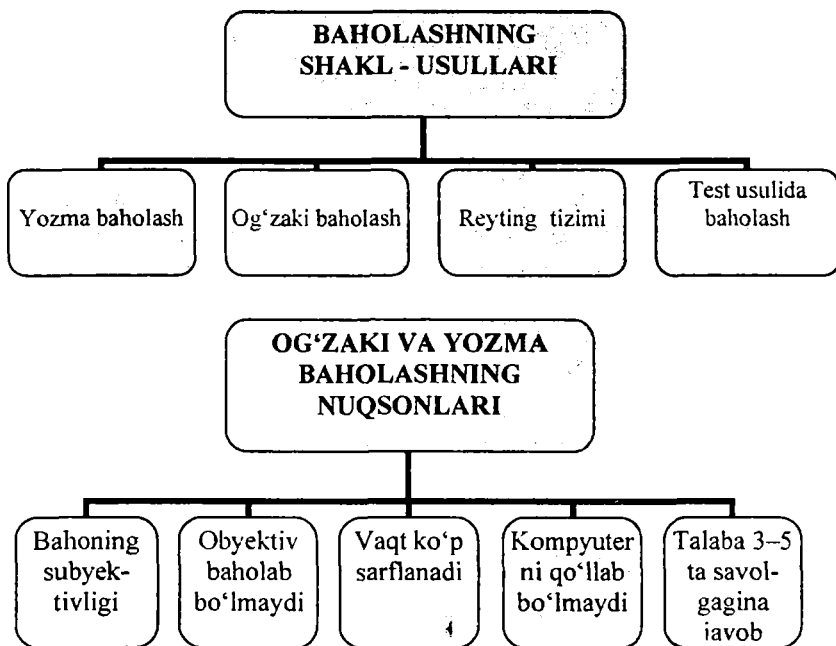 BAHOLASHNING
SHAKL - USULLARI
Yozma baholash
Og‘zaki baholash
Reyting tizimi
Test usulida
baholash
OG‘ZAKI VA YOZMA
BAHOLASHNING
NUQSONLARI
Bahoning
subyek-
tivligi
Obyektiv
baholab
bo‘lmaydi
Vaqt ko‘p
sarflanadi
Kompyuter
ni qo‘llab
bo‘lmaydi
Talaba 3–5
ta savol-
gagina
javob